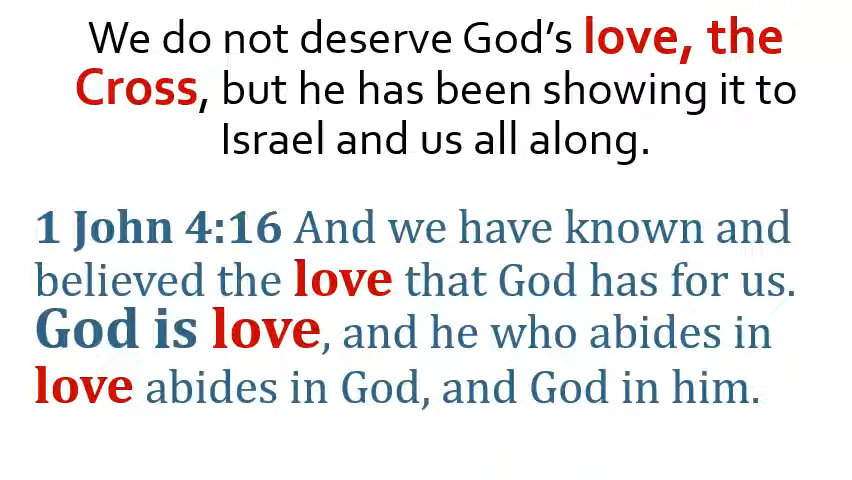 We do not deserve God’s love, the
Cross, but he has been showing it to
Israel and us all along.
1 John 4:16 And we have known and
believed the love that God has for us.
God is love, and he who abides in
love abides in God, and God in him.